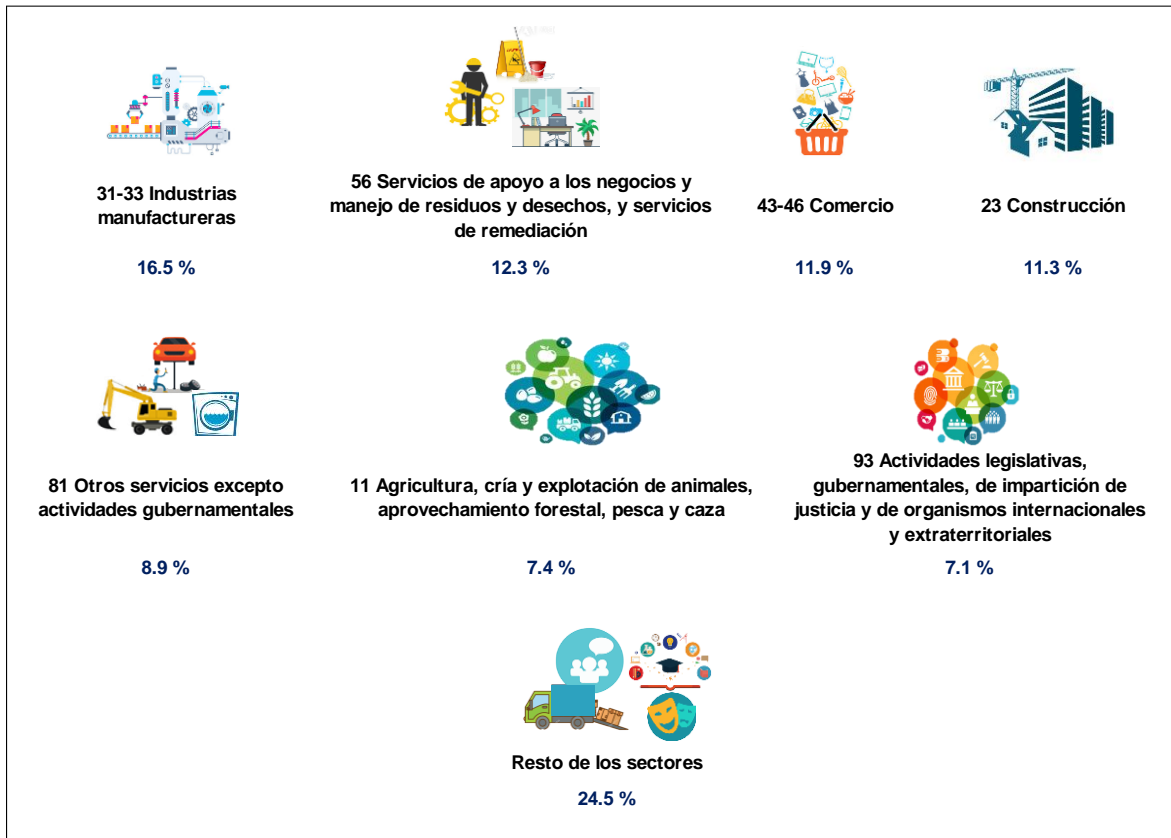 31-33 Industrias
manufactureras
16.5 %
56 Servicios de apoyo a los negocios y
manejo de residuos y desechos, y servicios
de remediación
12.3 %
43-46 Comercio
11.9 %
23 Construcción
11.3 %
81 Otros servicios excepto
actividades gubernamentales
8.9 %
11 Agricultura, cría y explotación de animales,
aprovechamiento forestal, pesca y caza
7.4 %
93 Actividades legislativas,
gubernamentales, de impartición de
justicia y de organismos internacionales
y extraterritoriales
7.1 %
Resto de los sectores
24.5 %